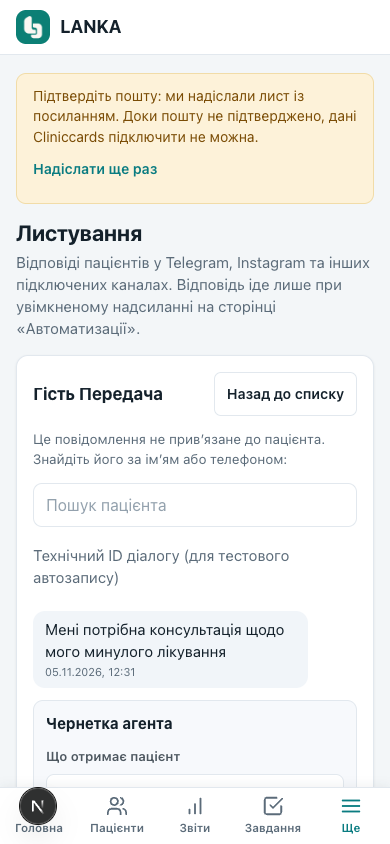 LANKA
Підтвердіть пошту: ми надіслали лист із
посиланням. Доки пошту не підтверджено, дані
Cliniccards підключити не можна.
Надіслати ще раз
Листування
Відповіді пацієнтів у Telegram, Instagram та інших
підключених каналах. Відповідь іде лише при
увімкненому надсиланні на сторінці
«Автоматизації».
Гість Передача
Назад до списку
Це повідомлення не прив’язане до пацієнта.
Знайдіть його за ім’ям або телефоном:
Пошук пацієнта
Технічний ID діалогу (для тестового
автозапису)
Мені потрібна консультація щодо
мого минулого лікування
05.11.2026, 12:31
Чернетка агента
Що отримає пацієнт
N
Головна
Пацієнти
Звіти
Завдання
Ще